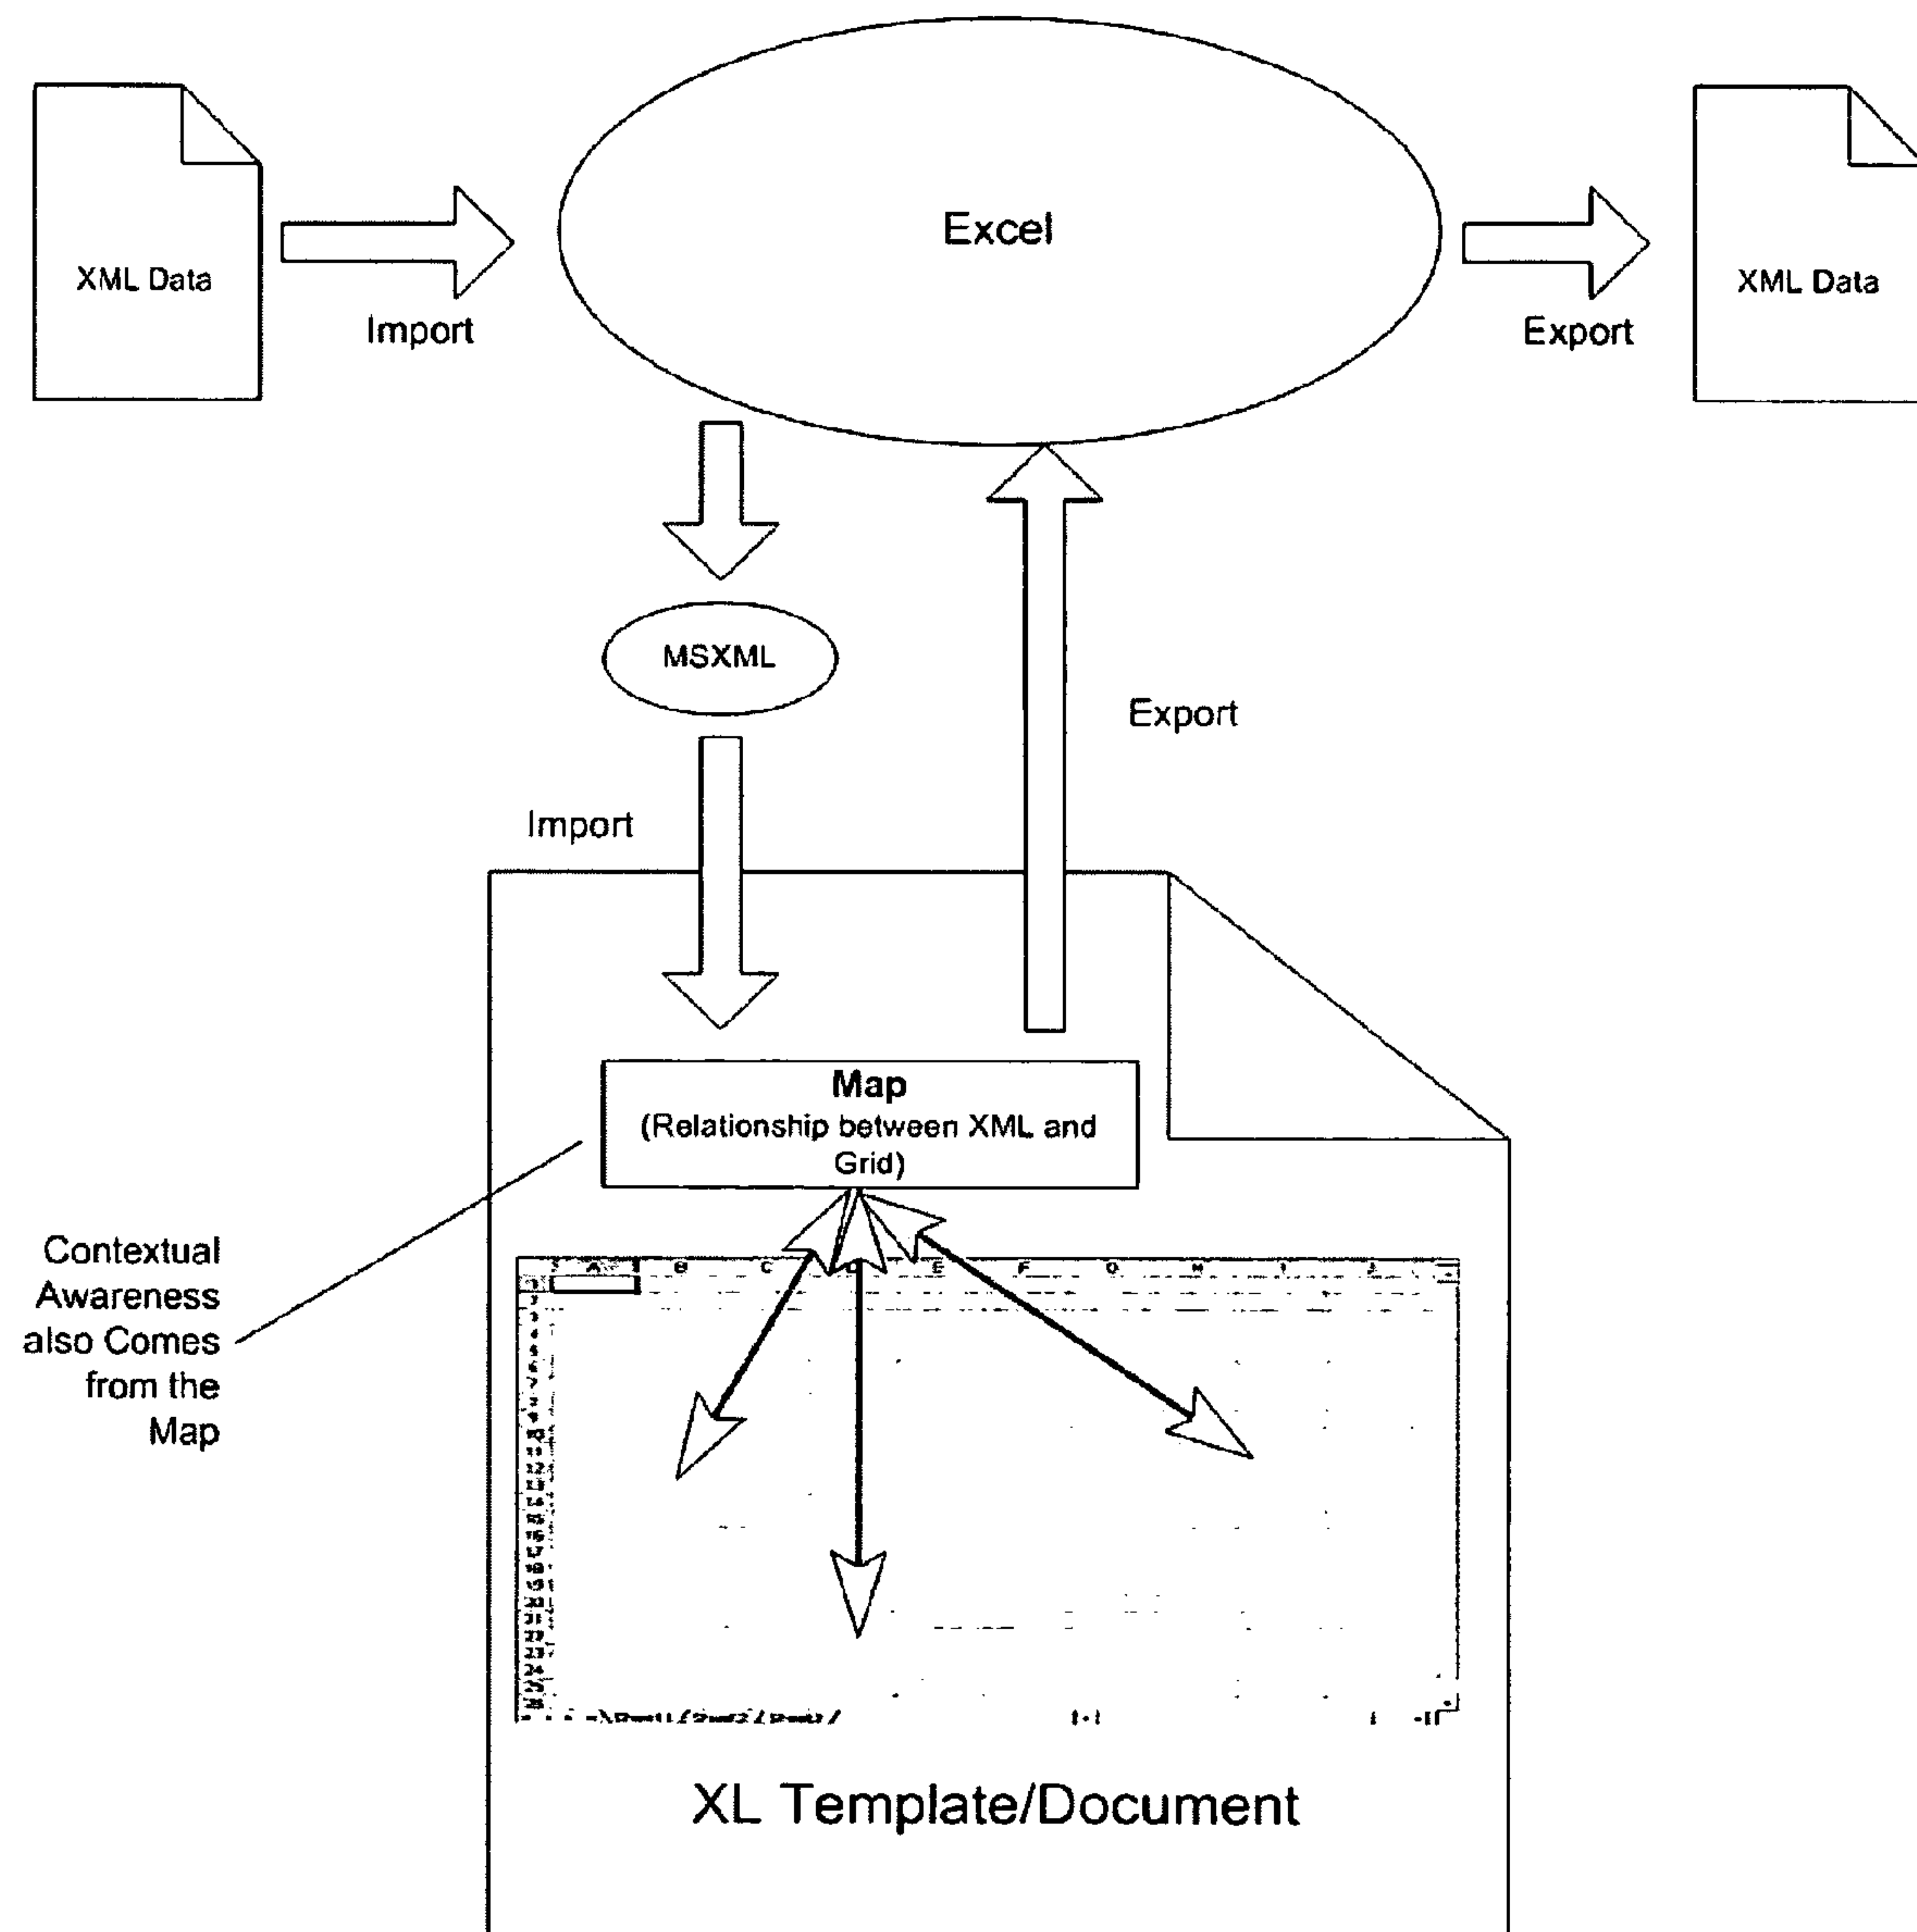 Excel
XML Data
Import
XML Data
Export
MSXML
Export
Import
Map
(Relationship between XML and
Grid)
Contextual
Awareness
also Comes
from the
Map
A B C E F G H
XL Template/Document